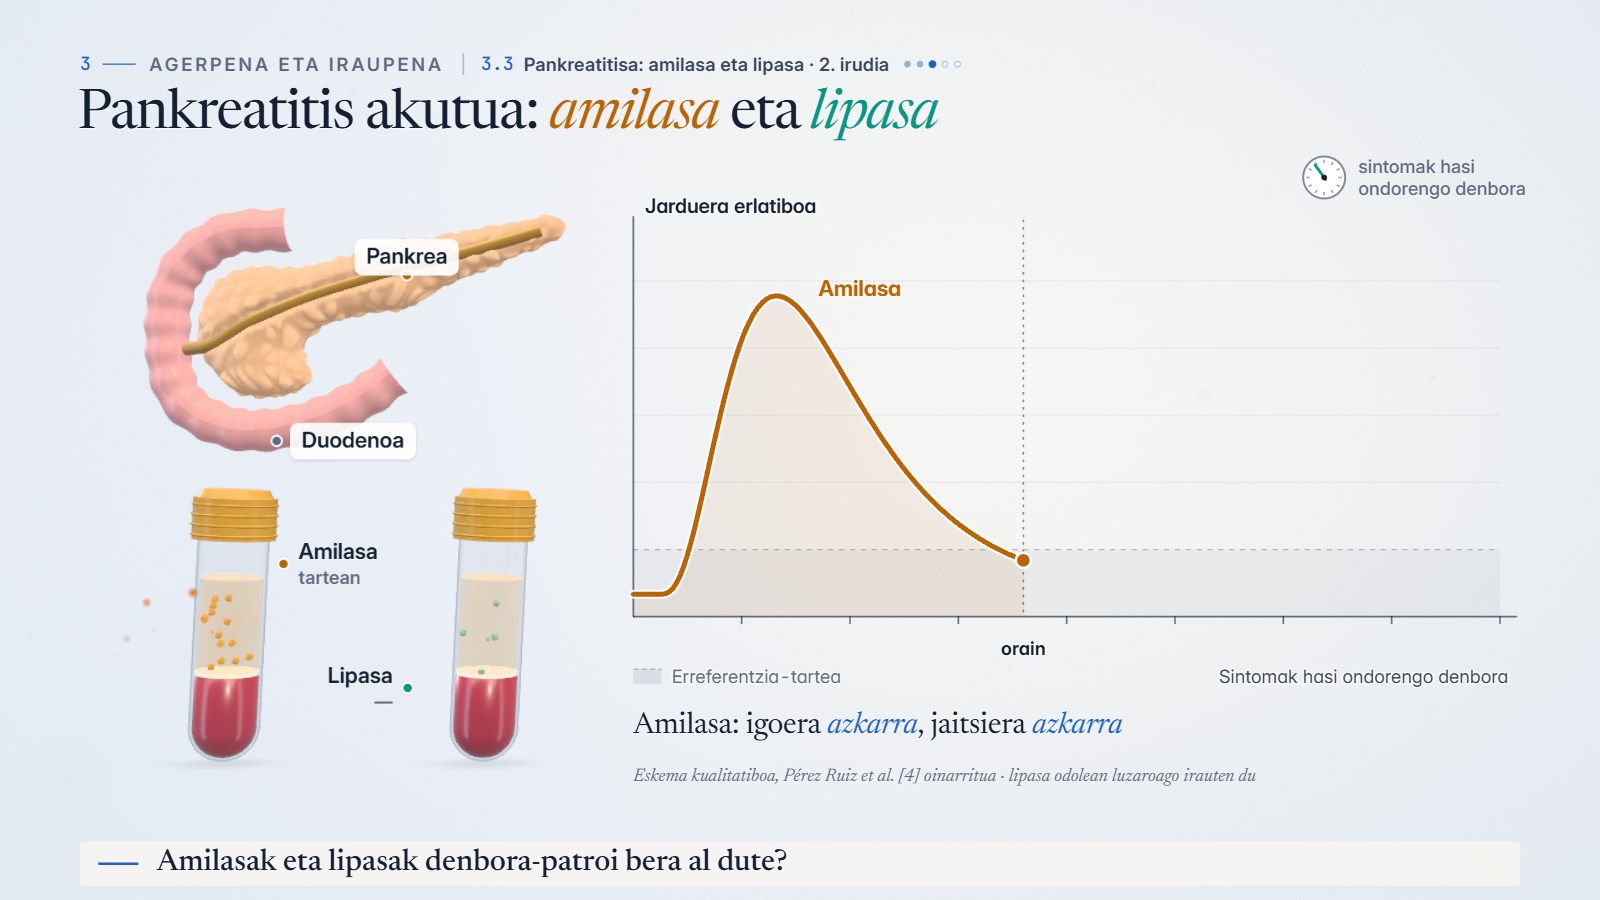 3 — AGERPENA ETA IRAUPENA | 3.3 Pankreatitisa: amilasa eta lipasa · 2. irudia
Pankreatitis akutua: amilasa eta lipasa
sintomak hasi
ondorengo denbora
Jarduera erlatiboa
Pankrea
Amilasa
Duodenoa
Amilasa
tartean
Lipasa
—
orain
Erreferentzia-tartea
Sintomak hasi ondorengo denbora
Amilasa: igoera azkarra, jaitsiera azkarra
Eskema kualitatiboa, Pérez Ruiz et al. [4] oinarritua · lipasa odolean luzaroago irauten du
— Amilasak eta lipasak denbora-patroi bera al dute?